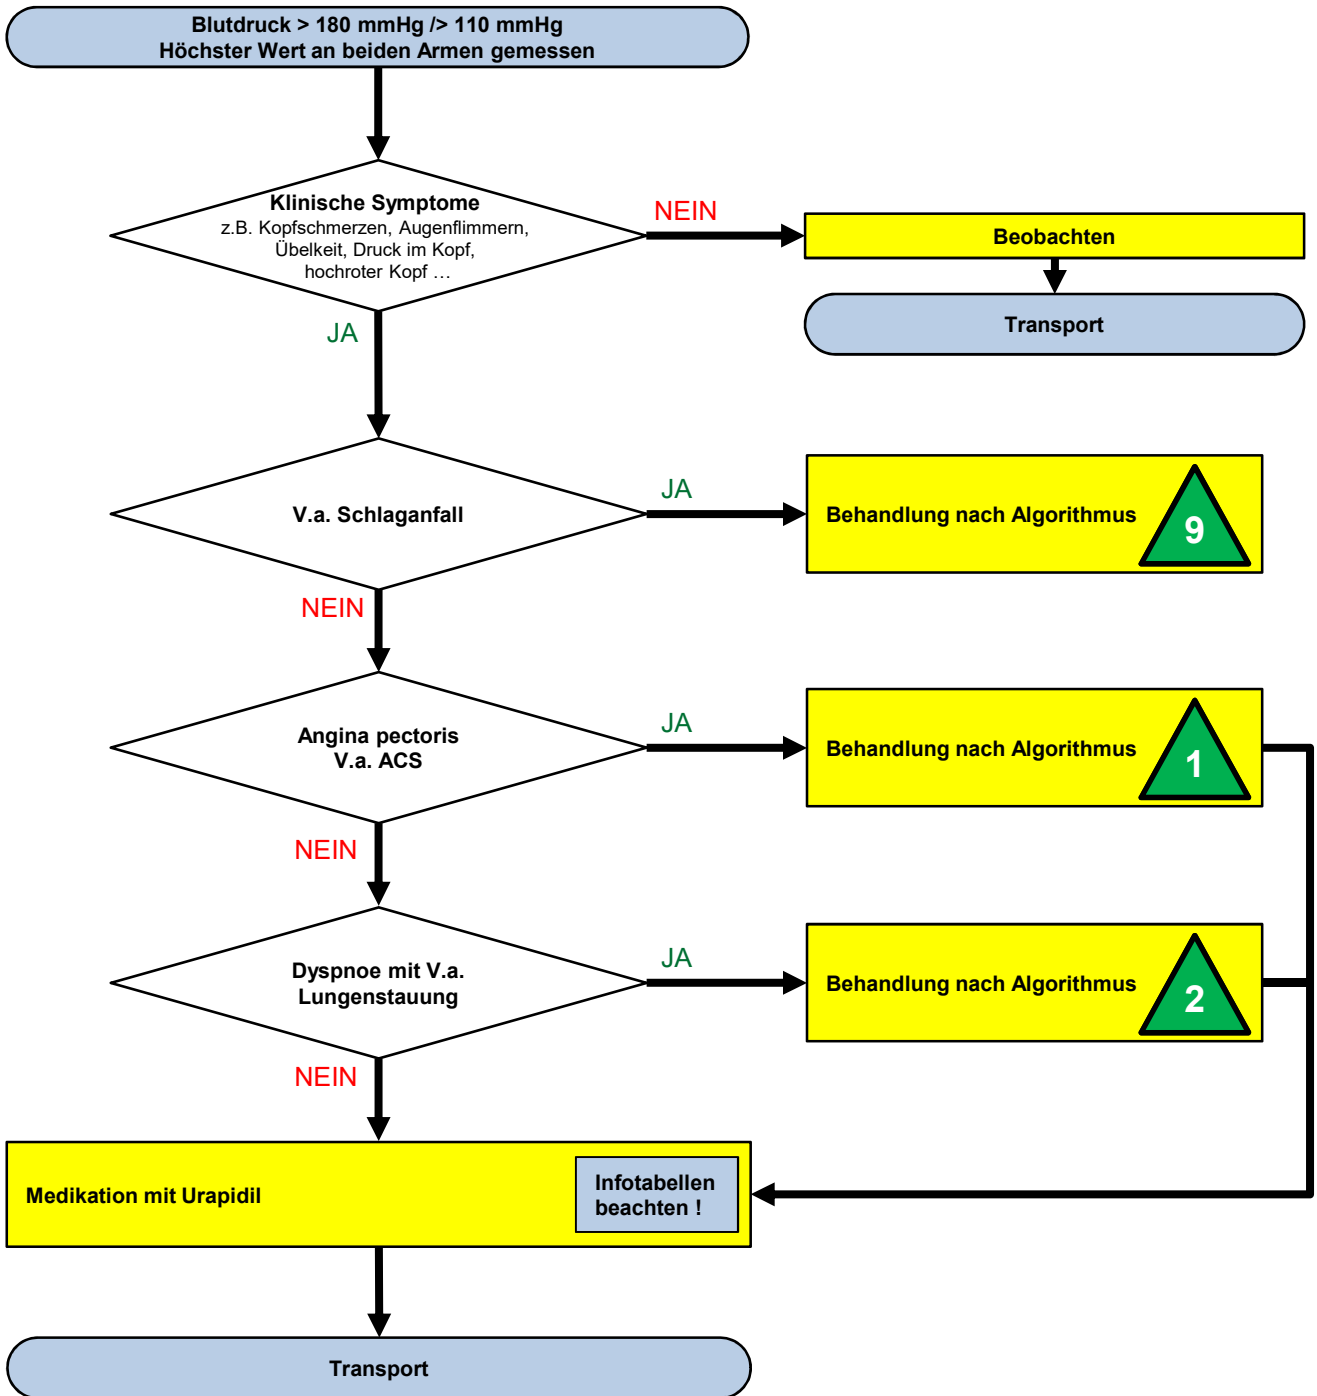 Blutdruck > 180 mmHg /> 110 mmHg
Höchster Wert an beiden Armen gemessen
Klinische Symptome
z.B. Kopfschmerzen, Augenflimmern,
Übelkeit, Druck im Kopf,
hochroter Kopf …
NEIN
Beobachten
Transport
JA
V.a. Schlaganfall
JA
Behandlung nach Algorithmus
9
NEIN
Angina pectoris
V.a. ACS
JA
Behandlung nach Algorithmus
1
NEIN
Dyspnoe mit V.a.
Lungenstauung
JA
Behandlung nach Algorithmus
2
NEIN
Medikation mit Urapidil
Infotabellen
beachten !
Transport